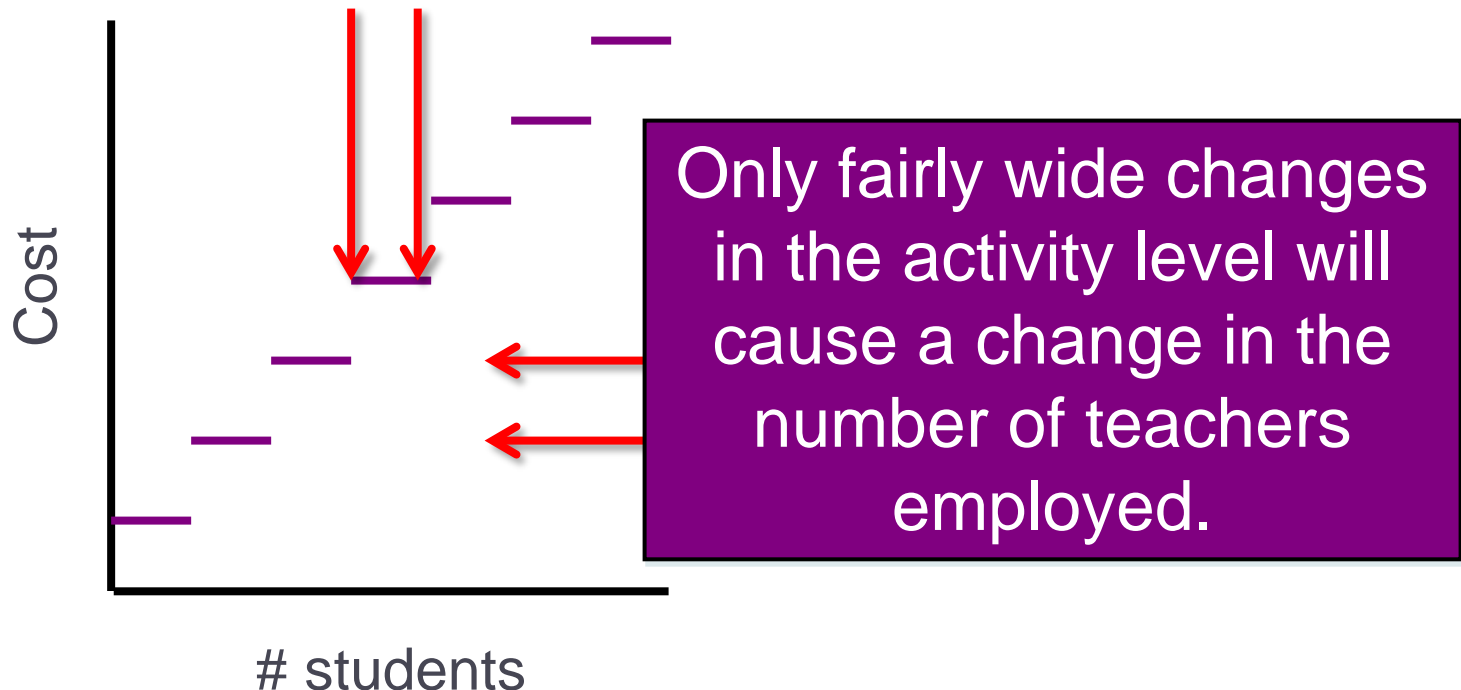 Cost
Only fairly wide changes
in the activity level will
cause a change in the
number of teachers
employed.
# students